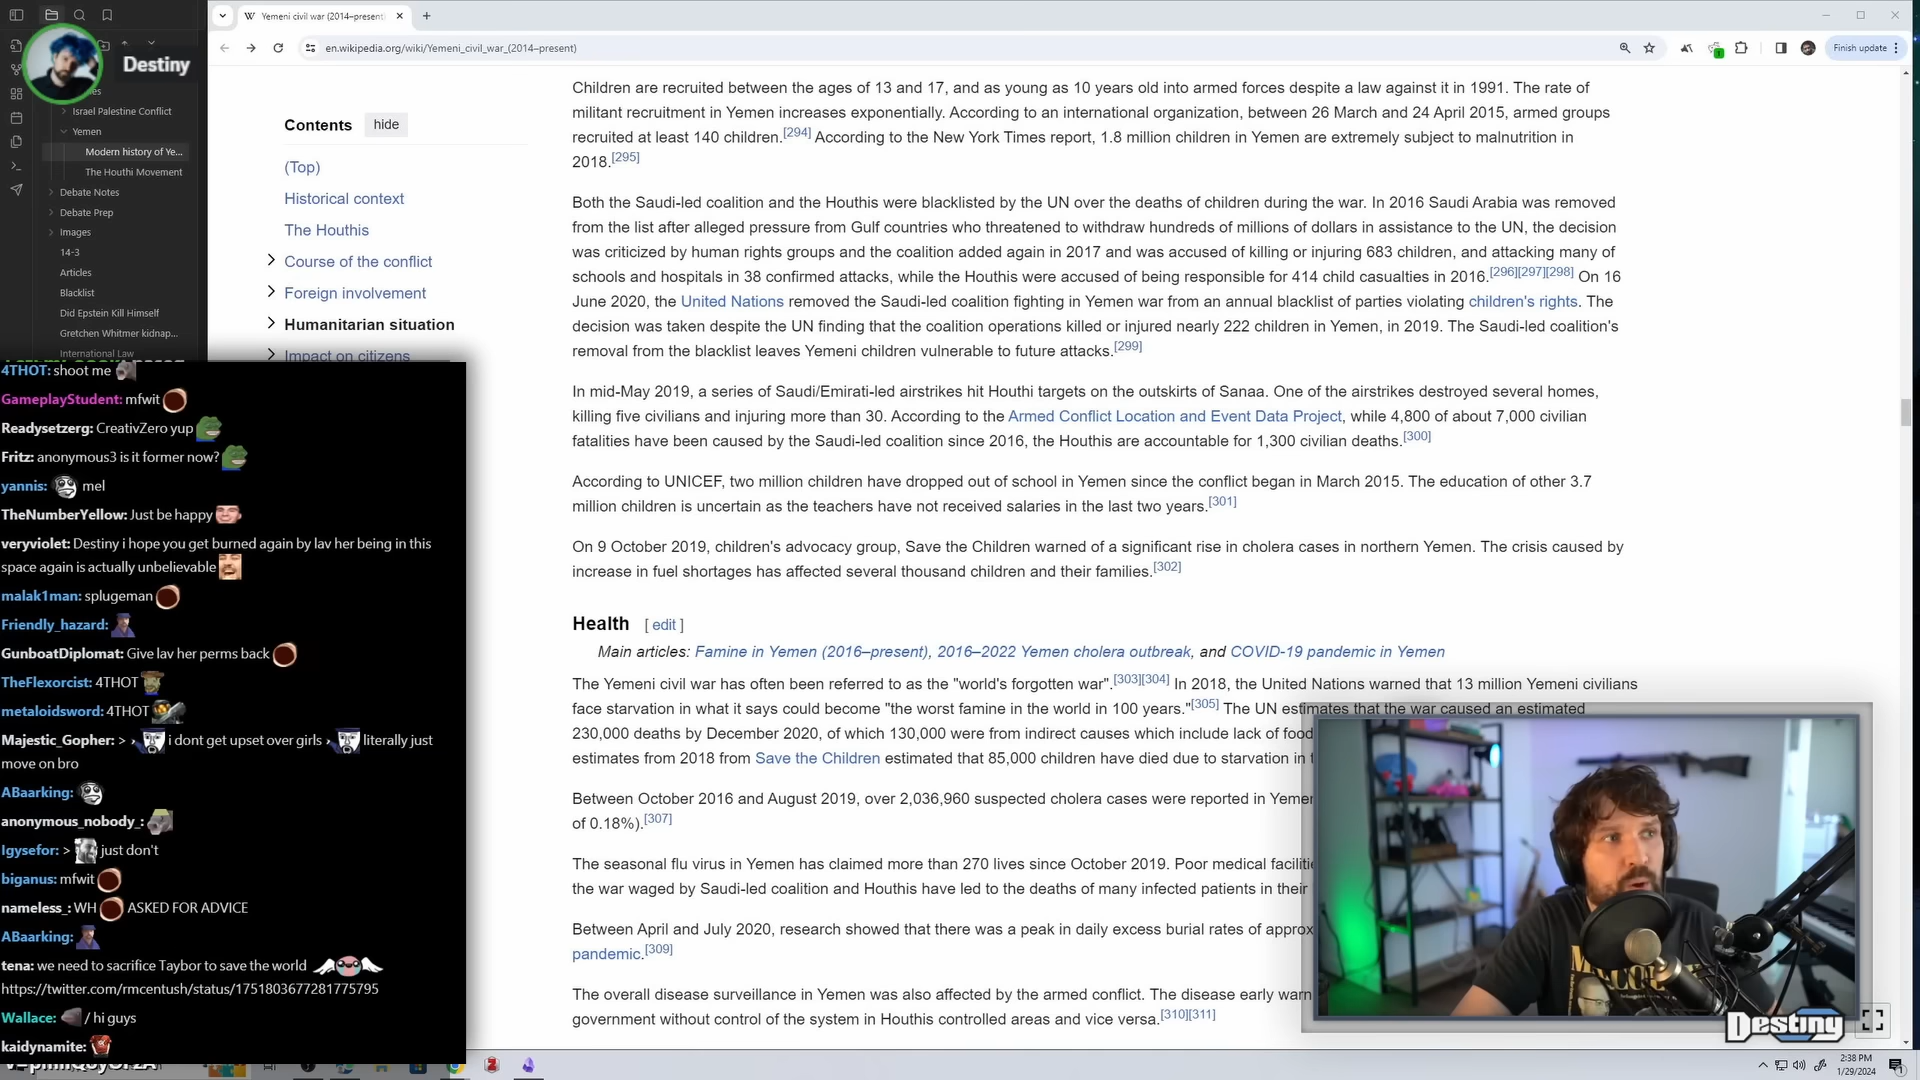 Yemeni civil war (2014–present)
en.wikipedia.org/wiki/Yemeni_civil_war_(2014–present)
Finish update
Destiny
Israel Palestine Conflict
Yemen
Modern history of Ye...
The Houthi Movement
Debate Notes
Debate Prep
Images
14-3
Articles
Blacklist
Did Epstein Kill Himself
Gretchen Whitmer kidnap...
International Law
Contents hide
(Top)
Historical context
The Houthis
Course of the conflict
Foreign involvement
Humanitarian situation
Impact on citizens
Children are recruited between the ages of 13 and 17, and as young as 10 years old into armed forces despite a law against it in 1991. The rate of
militant recruitment in Yemen increases exponentially. According to an international organization, between 26 March and 24 April 2015, armed groups
recruited at least 140 children.[294] According to the New York Times report, 1.8 million children in Yemen are extremely subject to malnutrition in
2018.[295]
Both the Saudi-led coalition and the Houthis were blacklisted by the UN over the deaths of children during the war. In 2016 Saudi Arabia was removed
from the list after alleged pressure from Gulf countries who threatened to withdraw hundreds of millions of dollars in assistance to the UN, the decision
was criticized by human rights groups and the coalition added again in 2017 and was accused of killing or injuring 683 children, and attacking many of
schools and hospitals in 38 confirmed attacks, while the Houthis were accused of being responsible for 414 child casualties in 2016.[296][297][298] On 16
June 2020, the United Nations removed the Saudi-led coalition fighting in Yemen war from an annual blacklist of parties violating children's rights. The
decision was taken despite the UN finding that the coalition operations killed or injured nearly 222 children in Yemen, in 2019. The Saudi-led coalition's
removal from the blacklist leaves Yemeni children vulnerable to future attacks.[299]
In mid-May 2019, a series of Saudi/Emirati-led airstrikes hit Houthi targets on the outskirts of Sanaa. One of the airstrikes destroyed several homes,
killing five civilians and injuring more than 30. According to the Armed Conflict Location and Event Data Project, while 4,800 of about 7,000 civilian
fatalities have been caused by the Saudi-led coalition since 2016, the Houthis are accountable for 1,300 civilian deaths.[300]
According to UNICEF, two million children have dropped out of school in Yemen since the conflict began in March 2015. The education of other 3.7
million children is uncertain as the teachers have not received salaries in the last two years.[301]
On 9 October 2019, children's advocacy group, Save the Children warned of a significant rise in cholera cases in northern Yemen. The crisis caused by
increase in fuel shortages has affected several thousand children and their families.[302]
Health [ edit ]
Main articles: Famine in Yemen (2016–present), 2016–2022 Yemen cholera outbreak, and COVID-19 pandemic in Yemen
The Yemeni civil war has often been referred to as the "world's forgotten war".[303][304] In 2018, the United Nations warned that 13 million Yemeni civilians
face starvation in what it says could become "the worst famine in the world in 100 years."[305] The UN estimates that the war caused an estimated
230,000 deaths by December 2020, of which 130,000 were from indirect causes which include lack of food
estimates from 2018 from Save the Children estimated that 85,000 children have died due to starvation in t
Between October 2016 and August 2019, over 2,036,960 suspected cholera cases were reported in Yemen
of 0.18%).[307]
The seasonal flu virus in Yemen has claimed more than 270 lives since October 2019. Poor medical faciliti
the war waged by Saudi-led coalition and Houthis have led to the deaths of many infected patients in their
Between April and July 2020, research showed that there was a peak in daily excess burial rates of approx
pandemic.[309]
The overall disease surveillance in Yemen was also affected by the armed conflict. The disease early warn
government without control of the system in Houthis controlled areas and vice versa.[310][311]
4THOT: shoot me
GameplayStudent: mfwit
Readysetzerg: CreativZero yup
Fritz: anonymous3 is it former now?
yannis: mel
TheNumberYellow: Just be happy
veryviolet: Destiny i hope you get burned again by lav her being in this
space again is actually unbelievable
malak1man: splugeman
Friendly_hazard:
GunboatDiplomat: Give lav her perms back
TheFlexorcist: 4THOT
metaloidsword: 4THOT
Majestic_Gopher: > i dont get upset over girls literally just
move on bro
ABaarking:
anonymous_nobody_:
Igysefor: > just don't
biganus: mfwit
nameless_: WH ASKED FOR ADVICE
ABaarking:
tena: we need to sacrifice Taybor to save the world
https://twitter.com/rmcentush/status/1751803677281775795
Wallace: / hi guys
kaidynamite:
Destiny
2:38 PM
1/29/2024